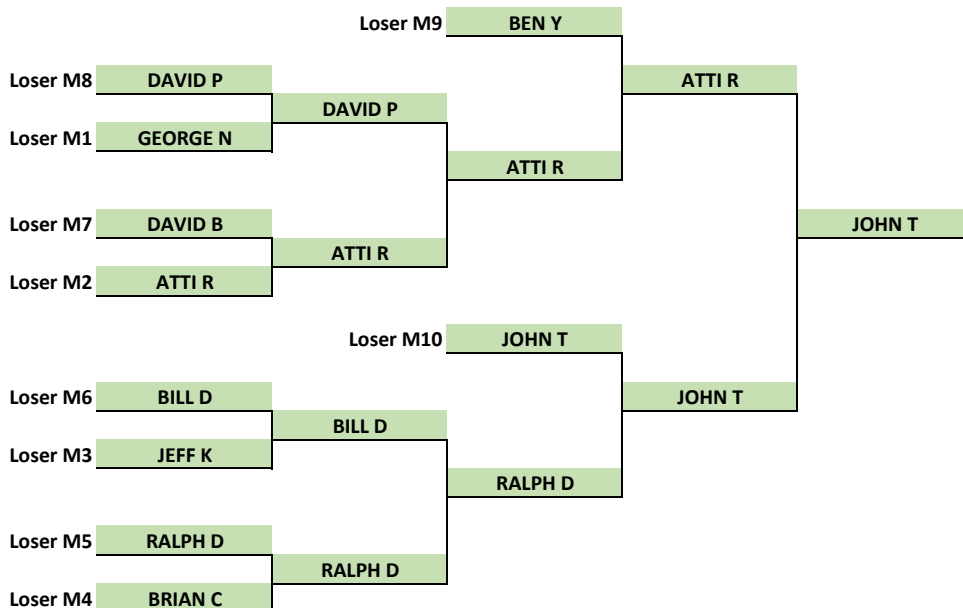 Loser M9 BEN Y
Loser M8 DAVID P ATTI R
DAVID P
Loser M1 GEORGE N
ATTI R
Loser M7 DAVID B JOHN T
ATTI R
Loser M2 ATTI R
Loser M10 JOHN T
Loser M6 BILL D JOHN T
BILL D
Loser M3 JEFF K
RALPH D
Loser M5 RALPH D
RALPH D
Loser M4 BRIAN C